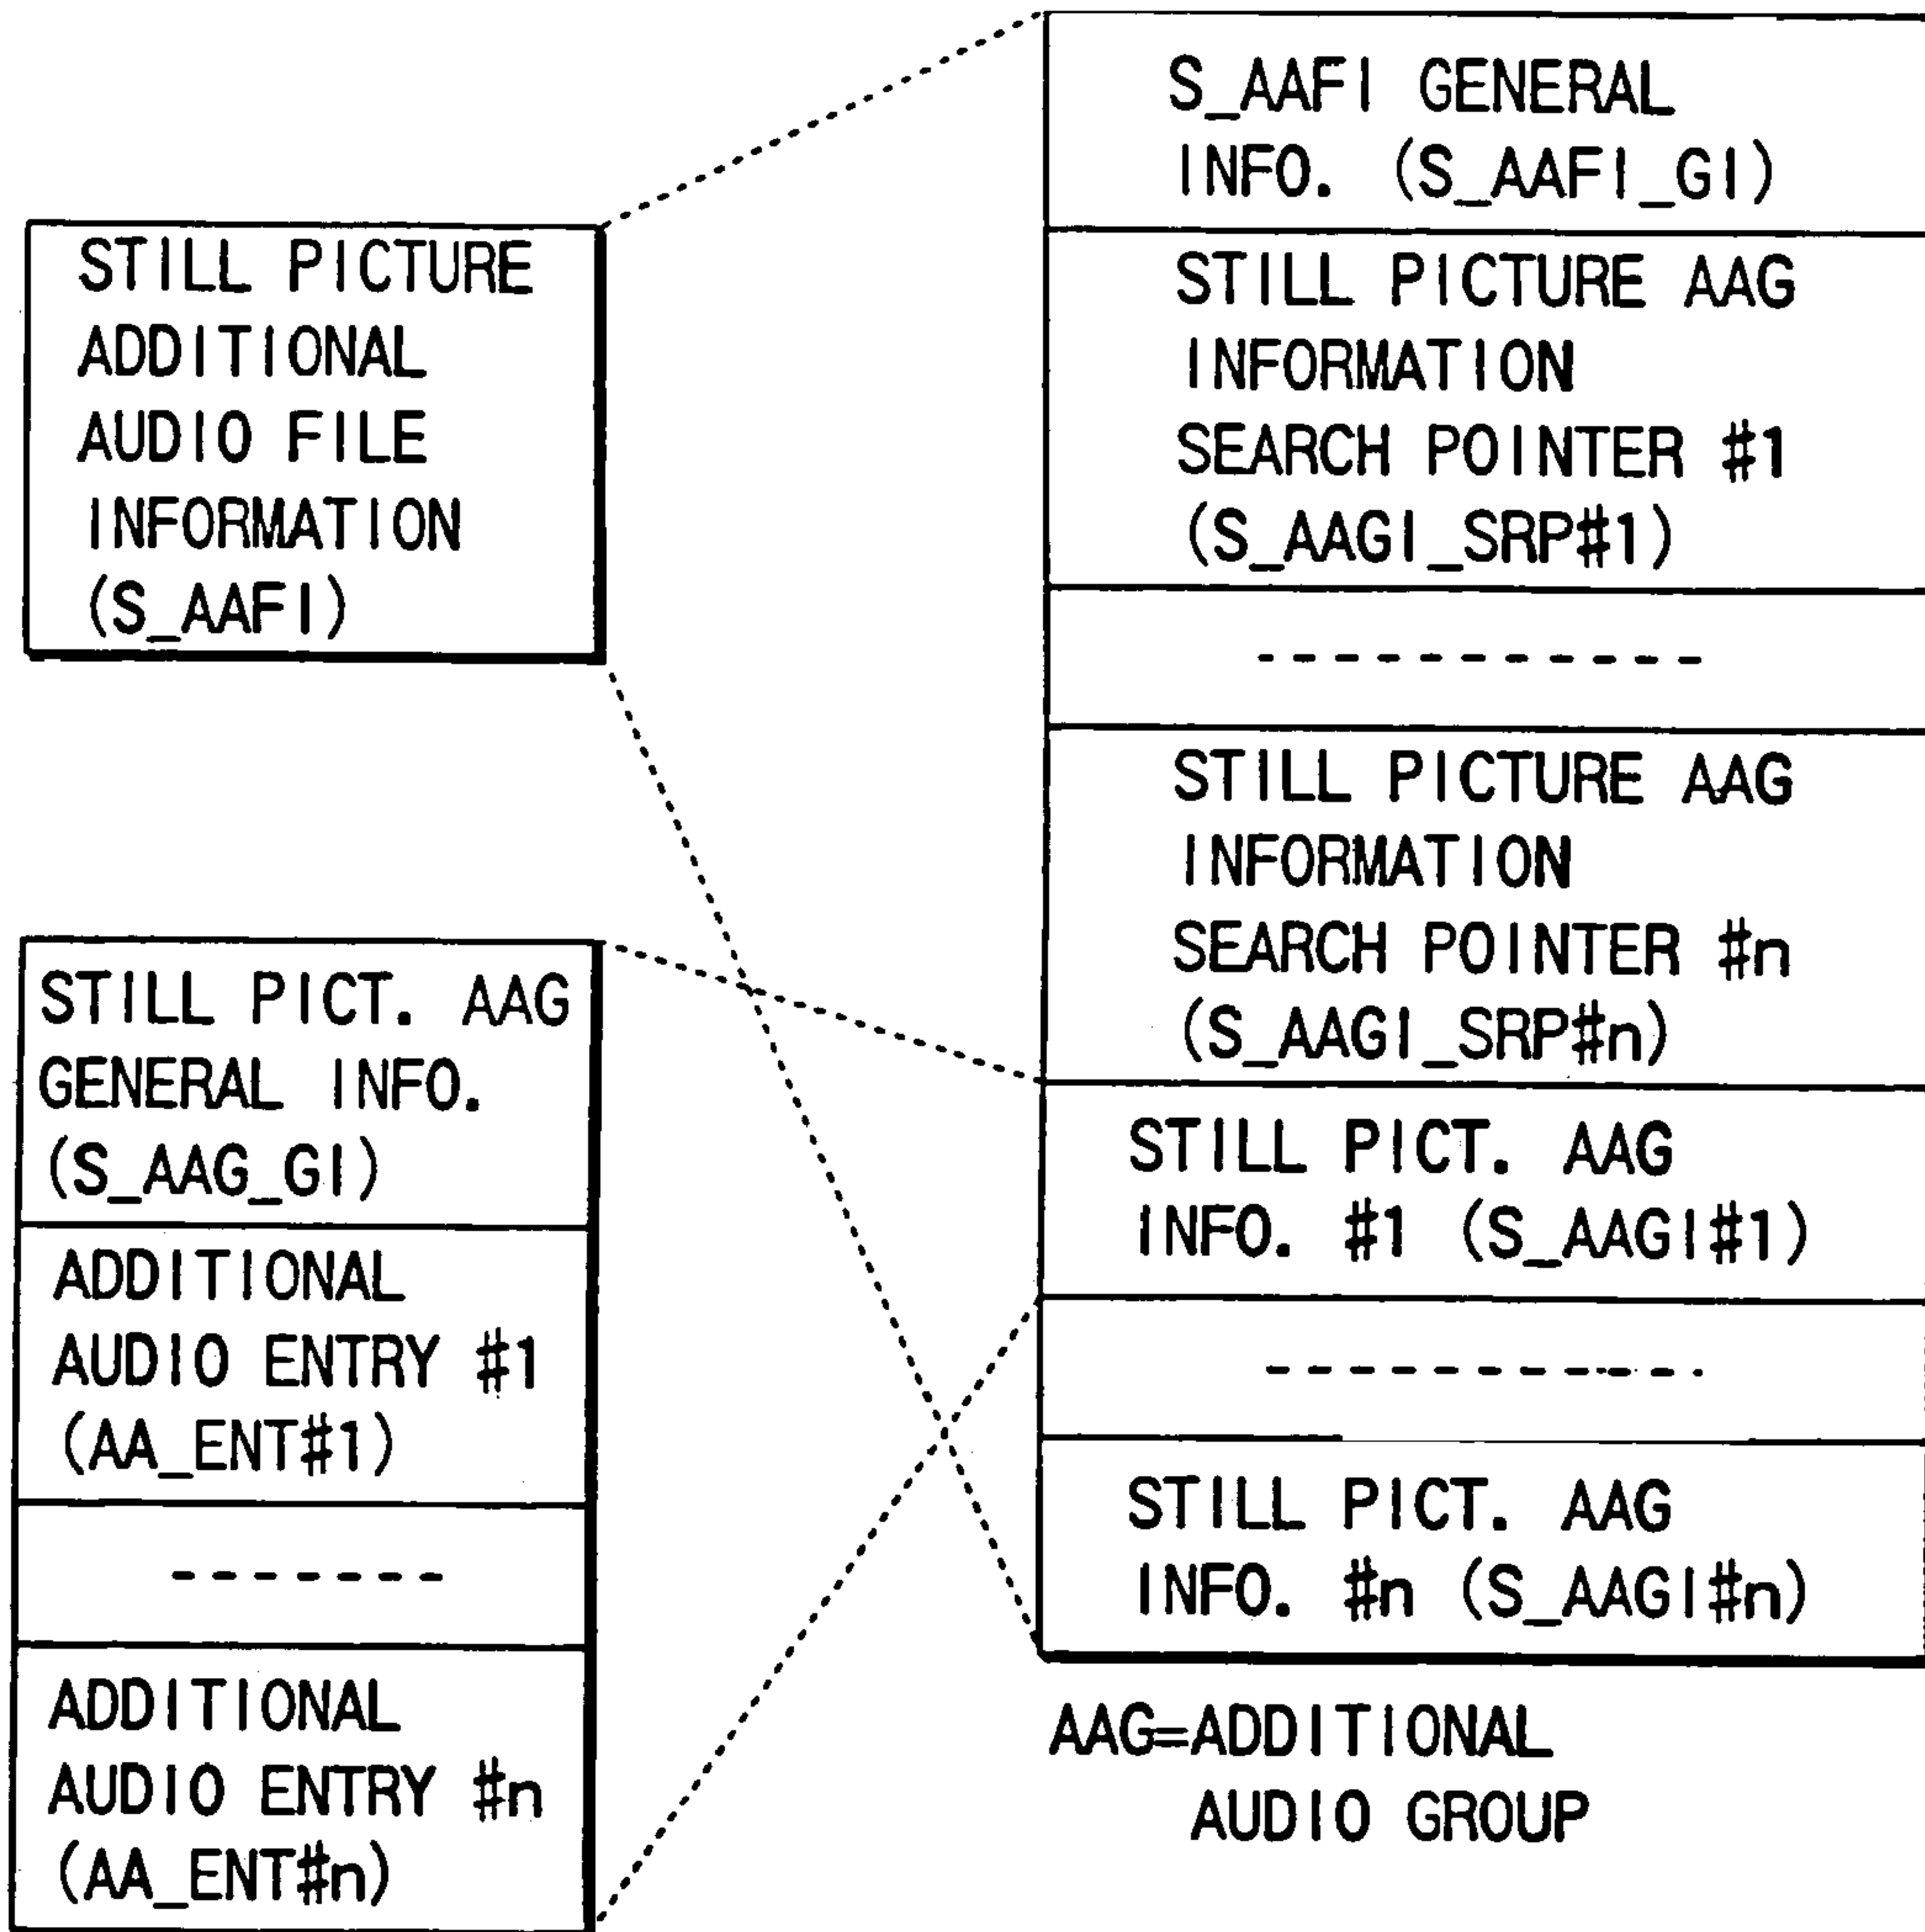 STILL PICTURE
ADDITIONAL
AUDIO FILE
INFORMATION
(S_AAFI)
STILL PICT. AAG
GENERAL INFO.
(S_AAG_GI)
ADDITIONAL
AUDIO ENTRY #1
(AA_ENT#1)
ADDITIONAL
AUDIO ENTRY #n
(AA_ENT#n)
S_AAFI GENERAL
INFO. (S_AAFI_GI)
STILL PICTURE AAG
INFORMATION
SEARCH POINTER #1
(S_AAGI_SRP#1)
STILL PICTURE AAG
INFORMATION
SEARCH POINTER #n
(S_AAGI_SRP#n)
STILL PICT. AAG
INFO. #1 (S_AAGI#1)
STILL PICT. AAG
INFO. #n (S_AAGI#n)
AAG=ADDITIONAL
AUDIO GROUP